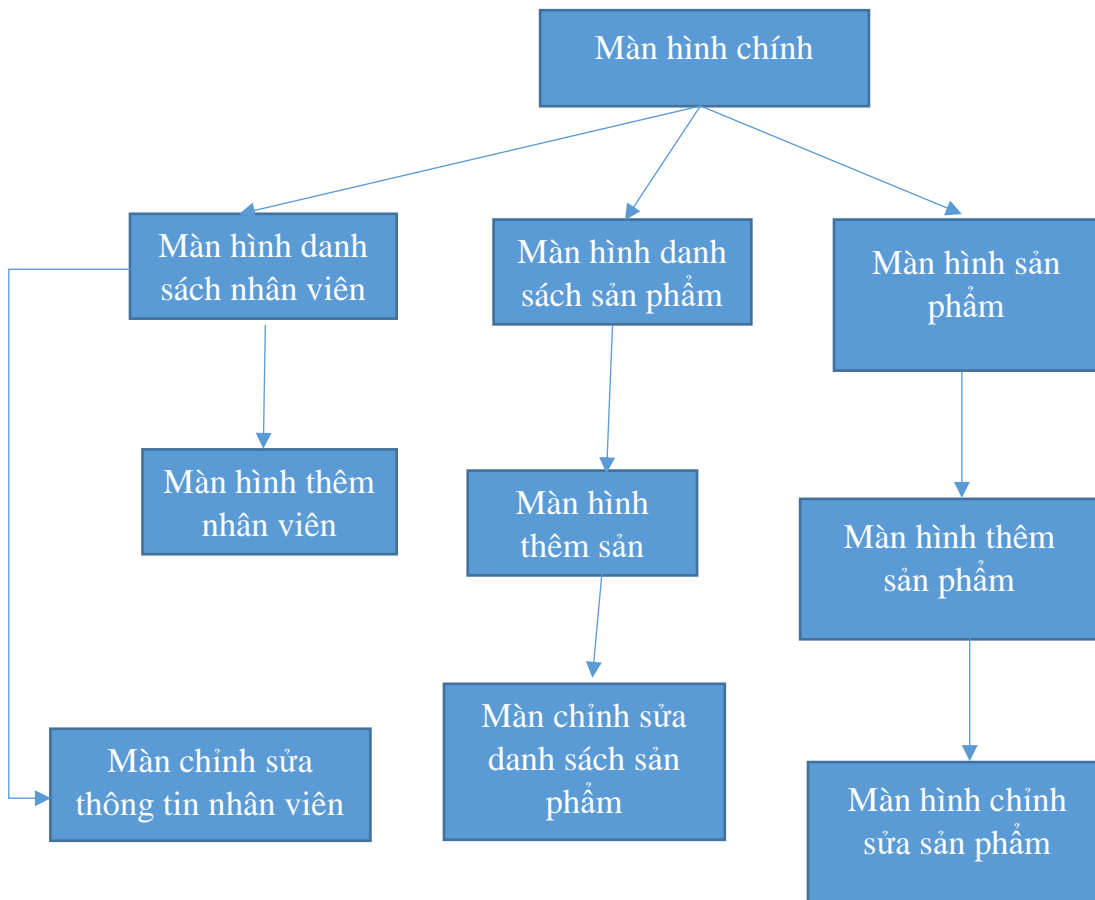 Màn hình chính
Màn hình danh
sách nhân viên
Màn hình danh
sách sản phẩm
Màn hình sản
phẩm
Màn hình thêm
nhân viên
Màn hình
thêm sản
Màn hình thêm
sản phẩm
Màn chỉnh sửa
thông tin nhân viên
Màn chỉnh sửa
danh sách sản
phẩm
Màn hình chỉnh
sửa sản phẩm